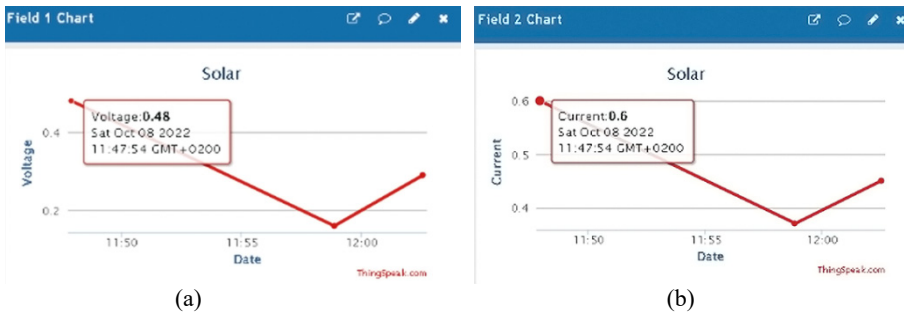 Field 1 Chart
Solar
Voltage:0.48
Sat Oct 08 2022
11:47:54 GMT+0200
Voltage
0.4
0.2
11:50
11:55
12:00
Date
ThingSpeak.com
(a)
Field 2 Chart
Solar
Current:0.6
Sat Oct 08 2022
11:47:54 GMT+0200
Current
0.6
0.5
0.4
11:50
11:55
12:00
Date
ThingSpeak.com
(b)